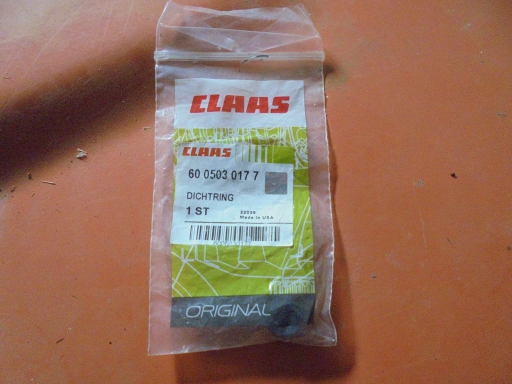 CLAAS
CLAAS
60 0503 017 7
DICHTRING
1 ST
Made in USA
ORIGINAL